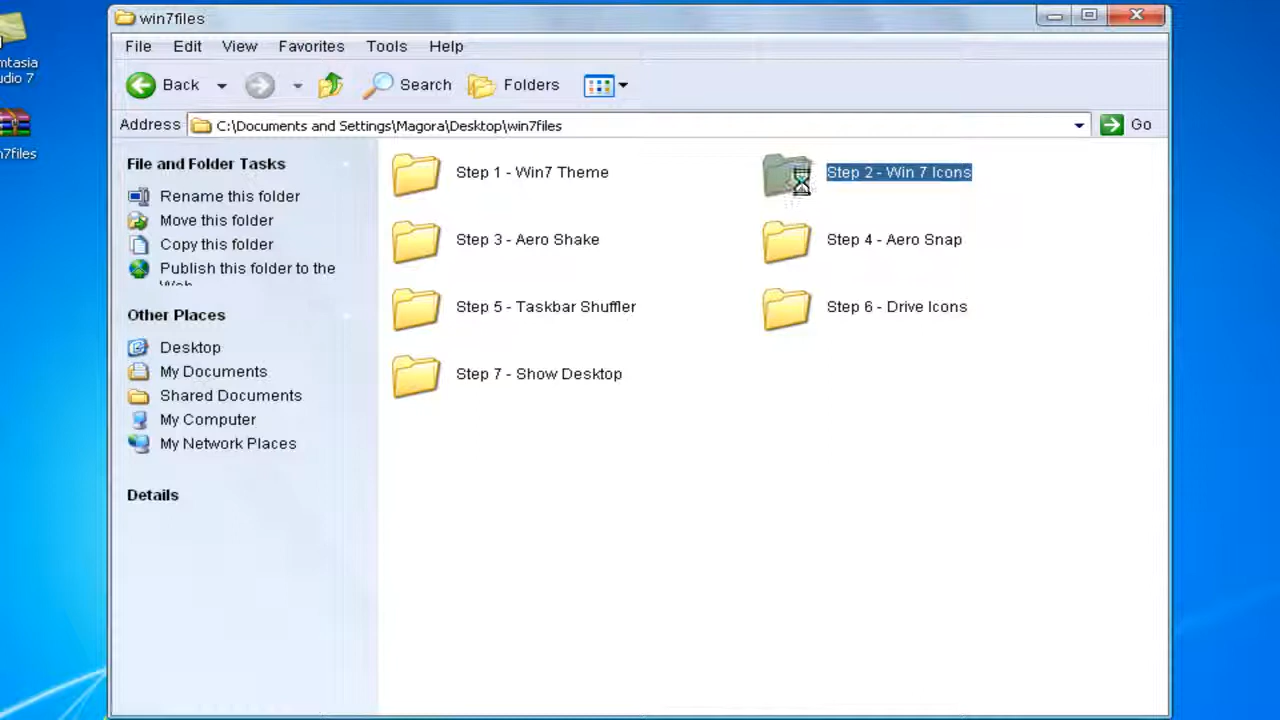 win7files
File Edit View Favorites Tools Help
Back Search Folders
Address C:\Documents and Settings\Magora\Desktop\win7files Go
mtasia
udio 7
n7files
File and Folder Tasks
Rename this folder
Move this folder
Copy this folder
Publish this folder to the
Web
Other Places
Desktop
My Documents
Shared Documents
My Computer
My Network Places
Details
Step 1 - Win7 Theme
Step 2 - Win 7 Icons
Step 3 - Aero Shake
Step 4 - Aero Snap
Step 5 - Taskbar Shuffler
Step 6 - Drive Icons
Step 7 - Show Desktop